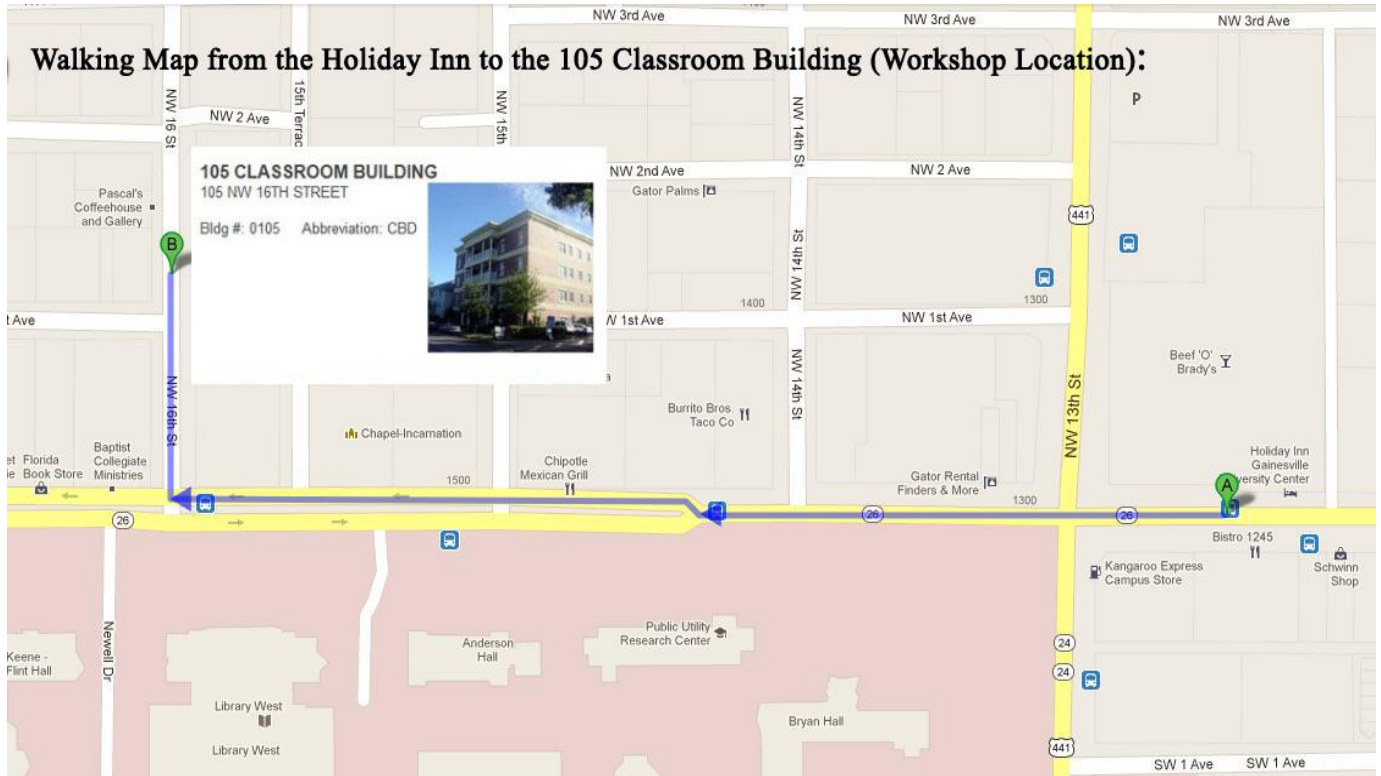 NW 3rd Ave
NW 3rd Ave
NW 3rd Ave
Walking Map from the Holiday Inn to the 105 Classroom Building (Workshop Location):
NW 16 St
NW 2 Ave
15th Terrac
NW 15th
NW 14th St
P
105 CLASSROOM BUILDING
105 NW 16TH STREET
Bldg #: 0105 Abbreviation: CBD
NW 2nd Ave
NW 2 Ave
Gator Palms
Pascal's
Coffeehouse
and Gallery
441
B
NW 14th St
1400
1300
t Ave
W 1st Ave
NW 1st Ave
NW 16th St
NW 14th St
NW 13th St
Beef 'O'
Brady's
a
Burrito Bros.
Taco Co
Chapel-Incarnation
Baptist
Collegiate
Ministries
et Florida
ie Book Store
1500
Chipotle
Mexican Grill
Gator Rental
Finders & More
1300
Holiday Inn
Gainesville
versity Center
A
26
26
26
Bistro 1245
Kangaroo Express
Campus Store
Schwinn
Shop
Newell Dr
Keene -
Flint Hall
Anderson
Hall
Public Utility
Research Center
24
24
Library West
Library West
Bryan Hall
441
SW 1 Ave
SW 1 Ave